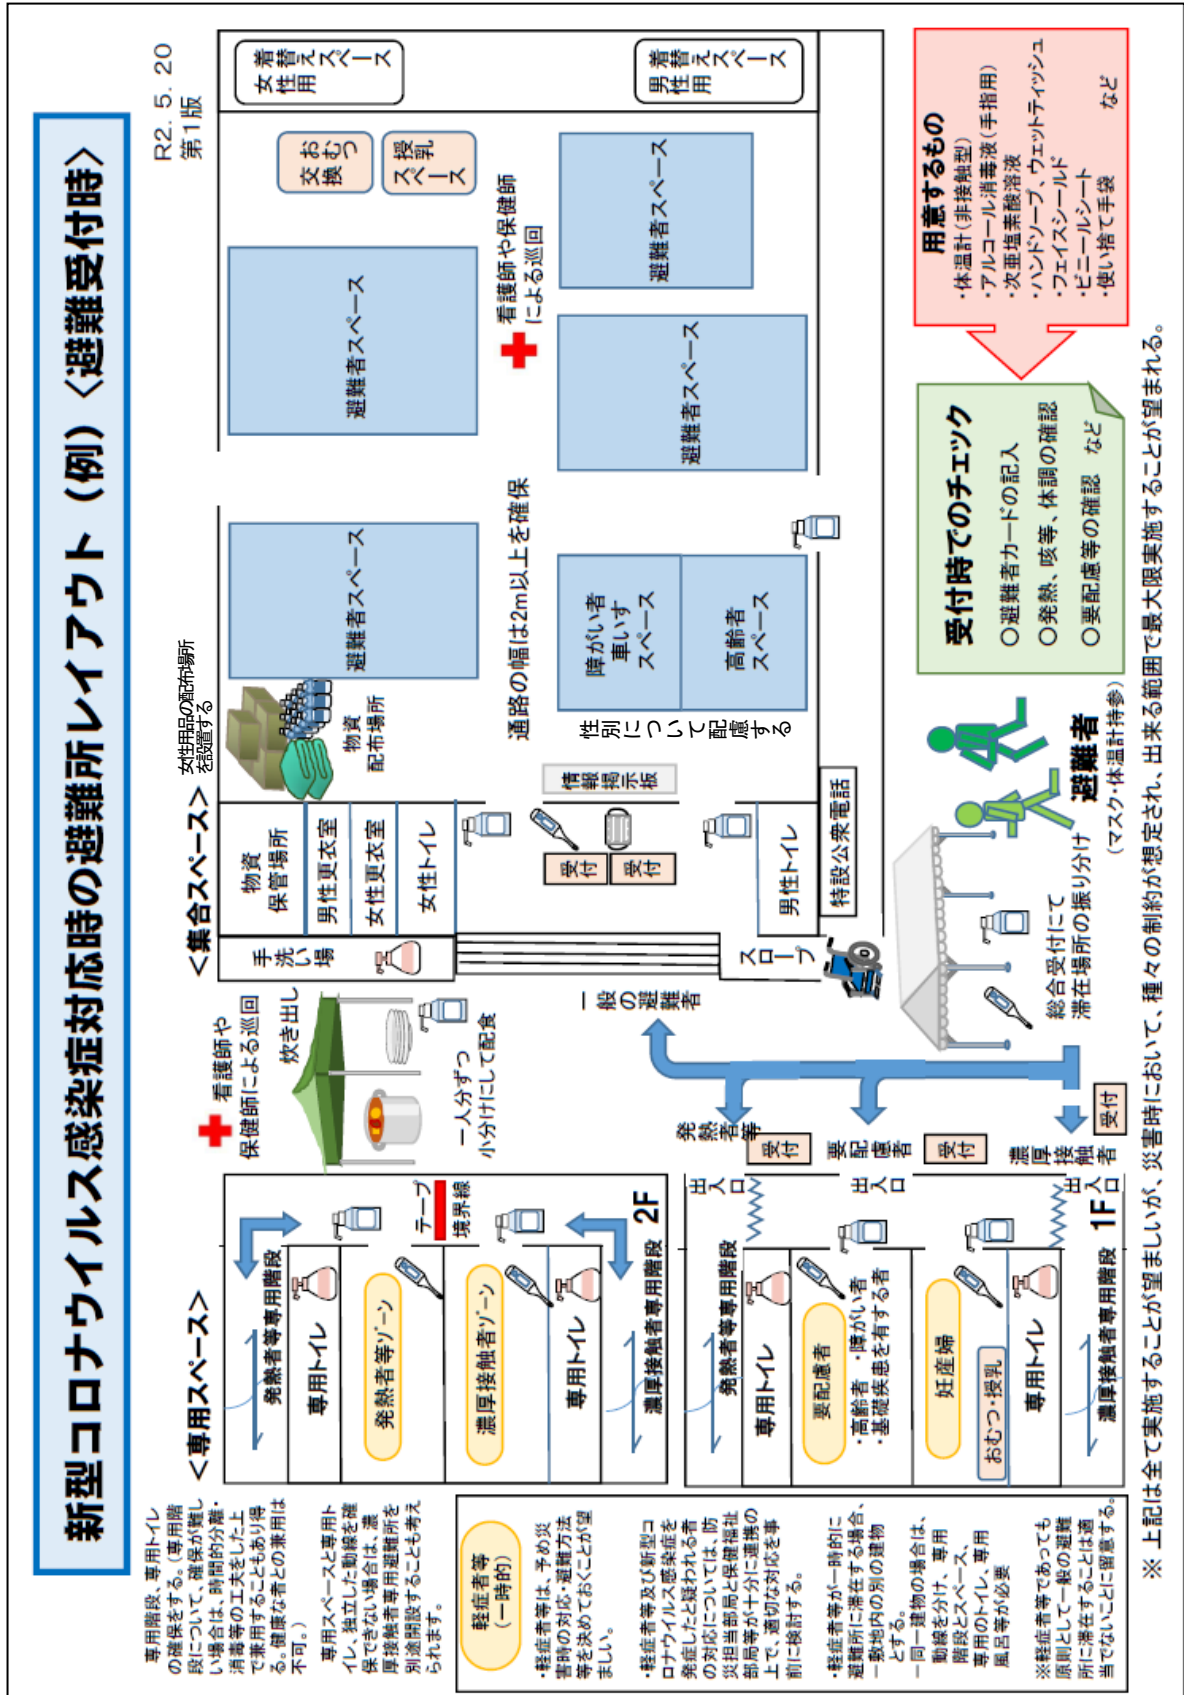 新型コロナウイルス感染症対応時の避難所レイアウト（例）〈避難受付時〉
R2. 5. 20
第1版
＜専用スペース＞
専用階段、専用トイレ
の確保をする。（専用階
段について、確保が難し
い場合は、時間的分離・
消毒等の工夫をした上
で兼用することもあり得
る。健康な者との兼用は
不可。）
専用スペースと専用ト
イレ、独立した動線を確
保できない場合は、濃
厚接触者専用避難所を
別途開設することも考え
られます。
発熱者等専用階段
専用トイレ
発熱者等ゾーン
濃厚接触者ゾーン
専用トイレ
濃厚接触者専用階段
テープ
境界線
2F
軽症者等
（一時的）
・軽症者等は、予め災
害時の対応・避難方法
等を決めておくことが望
ましい。
・軽症者等及び新型コ
ロナウイルス感染症を
発症したと疑われる者
の対応については、防
災担当部局と保健福祉
部局等が十分に連携の
上で、適切な対応を事
前に検討する。
・軽症者等が一時的に
避難所に滞在する場合、
－敷地内の別の建物
とする。
－同一建物の場合は、
動線を分け、専用
階段とスペース、
専用のトイレ、専用
風呂等が必要
※軽症者等であっても
原則として一般の避難
所に滞在することは適
当でないことに留意する。
発熱者等専用階段
専用トイレ
要配慮者
・高齢者 ・障がい者
・基礎疾患を有する者
妊産婦
おむつ・授乳
専用トイレ
濃厚接触者専用階段
1F
出入口
出入口
出入口
発熱者等
受付
要配慮者
受付
濃厚接触者
受付
看護師や
保健師による巡回
炊き出し
一人分ずつ
小分けにして配食
一般の避難者
＜集合スペース＞
手洗い場
スロープ
物資
保管場所
男性更衣室
女性更衣室
女性トイレ
受付
受付
男性トイレ
特設公衆電話
情報掲示板
女性用品の配布場所
を設置する
物資
配布場所
避難者スペース
通路の幅は2m以上を確保
性別について配慮する
障がい者
車いす
スペース
高齢者
スペース
避難者スペース
避難者スペース
避難者スペース
看護師や保健師
による巡回
おむつ
交換
授乳
スペース
女性用
着替えスペース
男性用
着替えスペース
総合受付にて
滞在場所の振り分け
避難者
（マスク・体温計持参）
受付時でのチェック
○避難者カードの記入
○発熱、咳等、体調の確認
○要配慮等の確認 など
用意するもの
・体温計（非接触型）
・アルコール消毒液（手指用）
・次亜塩素酸溶液
・ハンドソープ、ウェットティッシュ
・フェイスシールド
・ビニールシート
・使い捨て手袋 など
※ 上記は全て実施することが望ましいが、災害時において、種々の制約が想定され、出来る範囲で最大限実施することが望まれる。